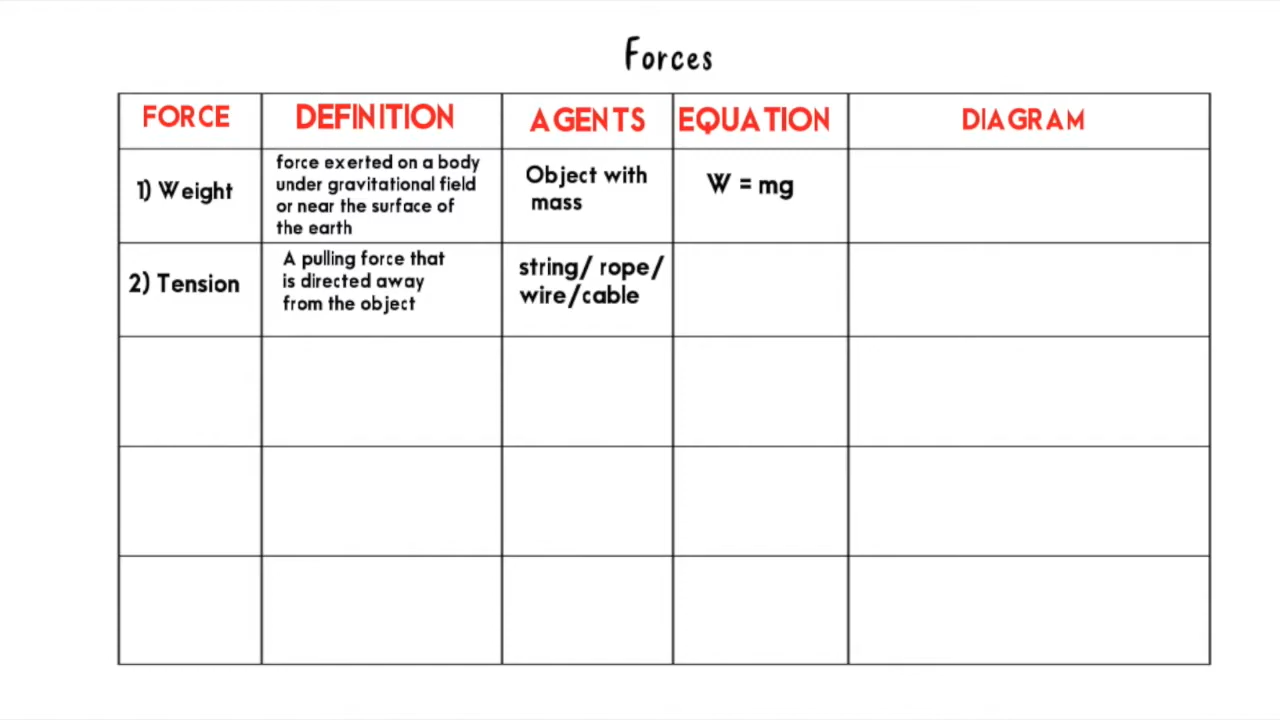 Forces
FORCE DEFINITION AGENTS EQUATION DIAGRAM
1) Weight
force exerted on a body
under gravitational field
or near the surface of
the earth
Object with
mass
W = mg
2) Tension
A pulling force that
is directed away
from the object
string/ rope/
wire/cable